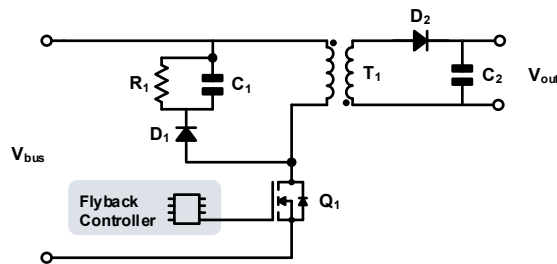 D2
R1
C1
T1
C2
Vout
D1
Vbus
Flyback
Controller
Q1